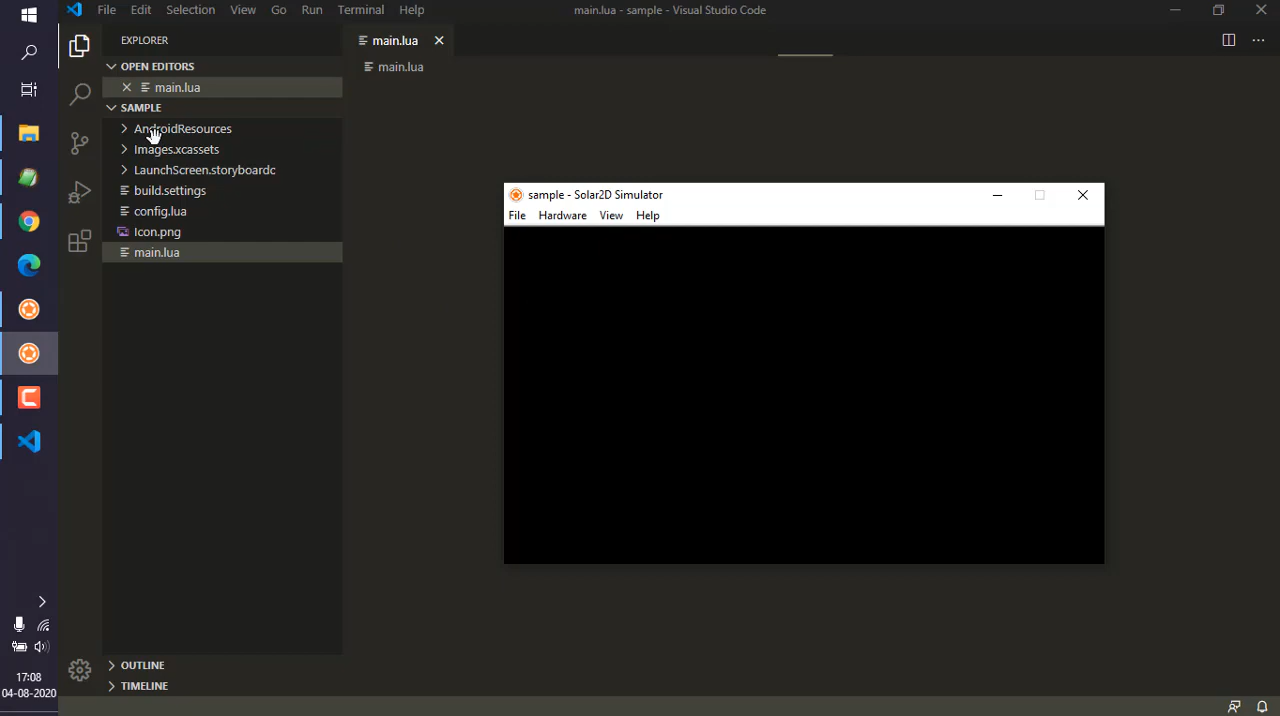 File Edit Selection View Go Run Terminal Help
main.lua - sample - Visual Studio Code
EXPLORER
OPEN EDITORS
main.lua
SAMPLE
AndroidResources
Images.xcassets
LaunchScreen.storyboardc
build.settings
config.lua
Icon.png
main.lua
OUTLINE
TIMELINE
main.lua
main.lua
sample - Solar2D Simulator
File Hardware View Help
17:08
04-08-2020